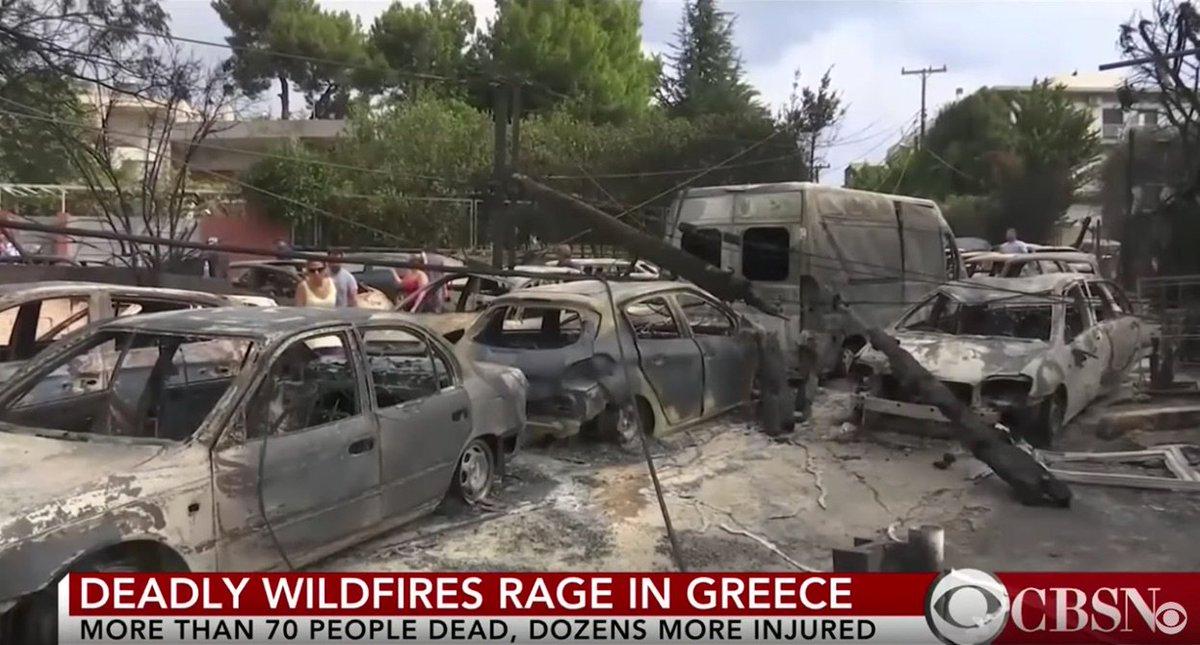 DEADLY WILDFIRES RAGE IN GREECE
MORE THAN 70 PEOPLE DEAD, DOZENS MORE INJURED
CBSN